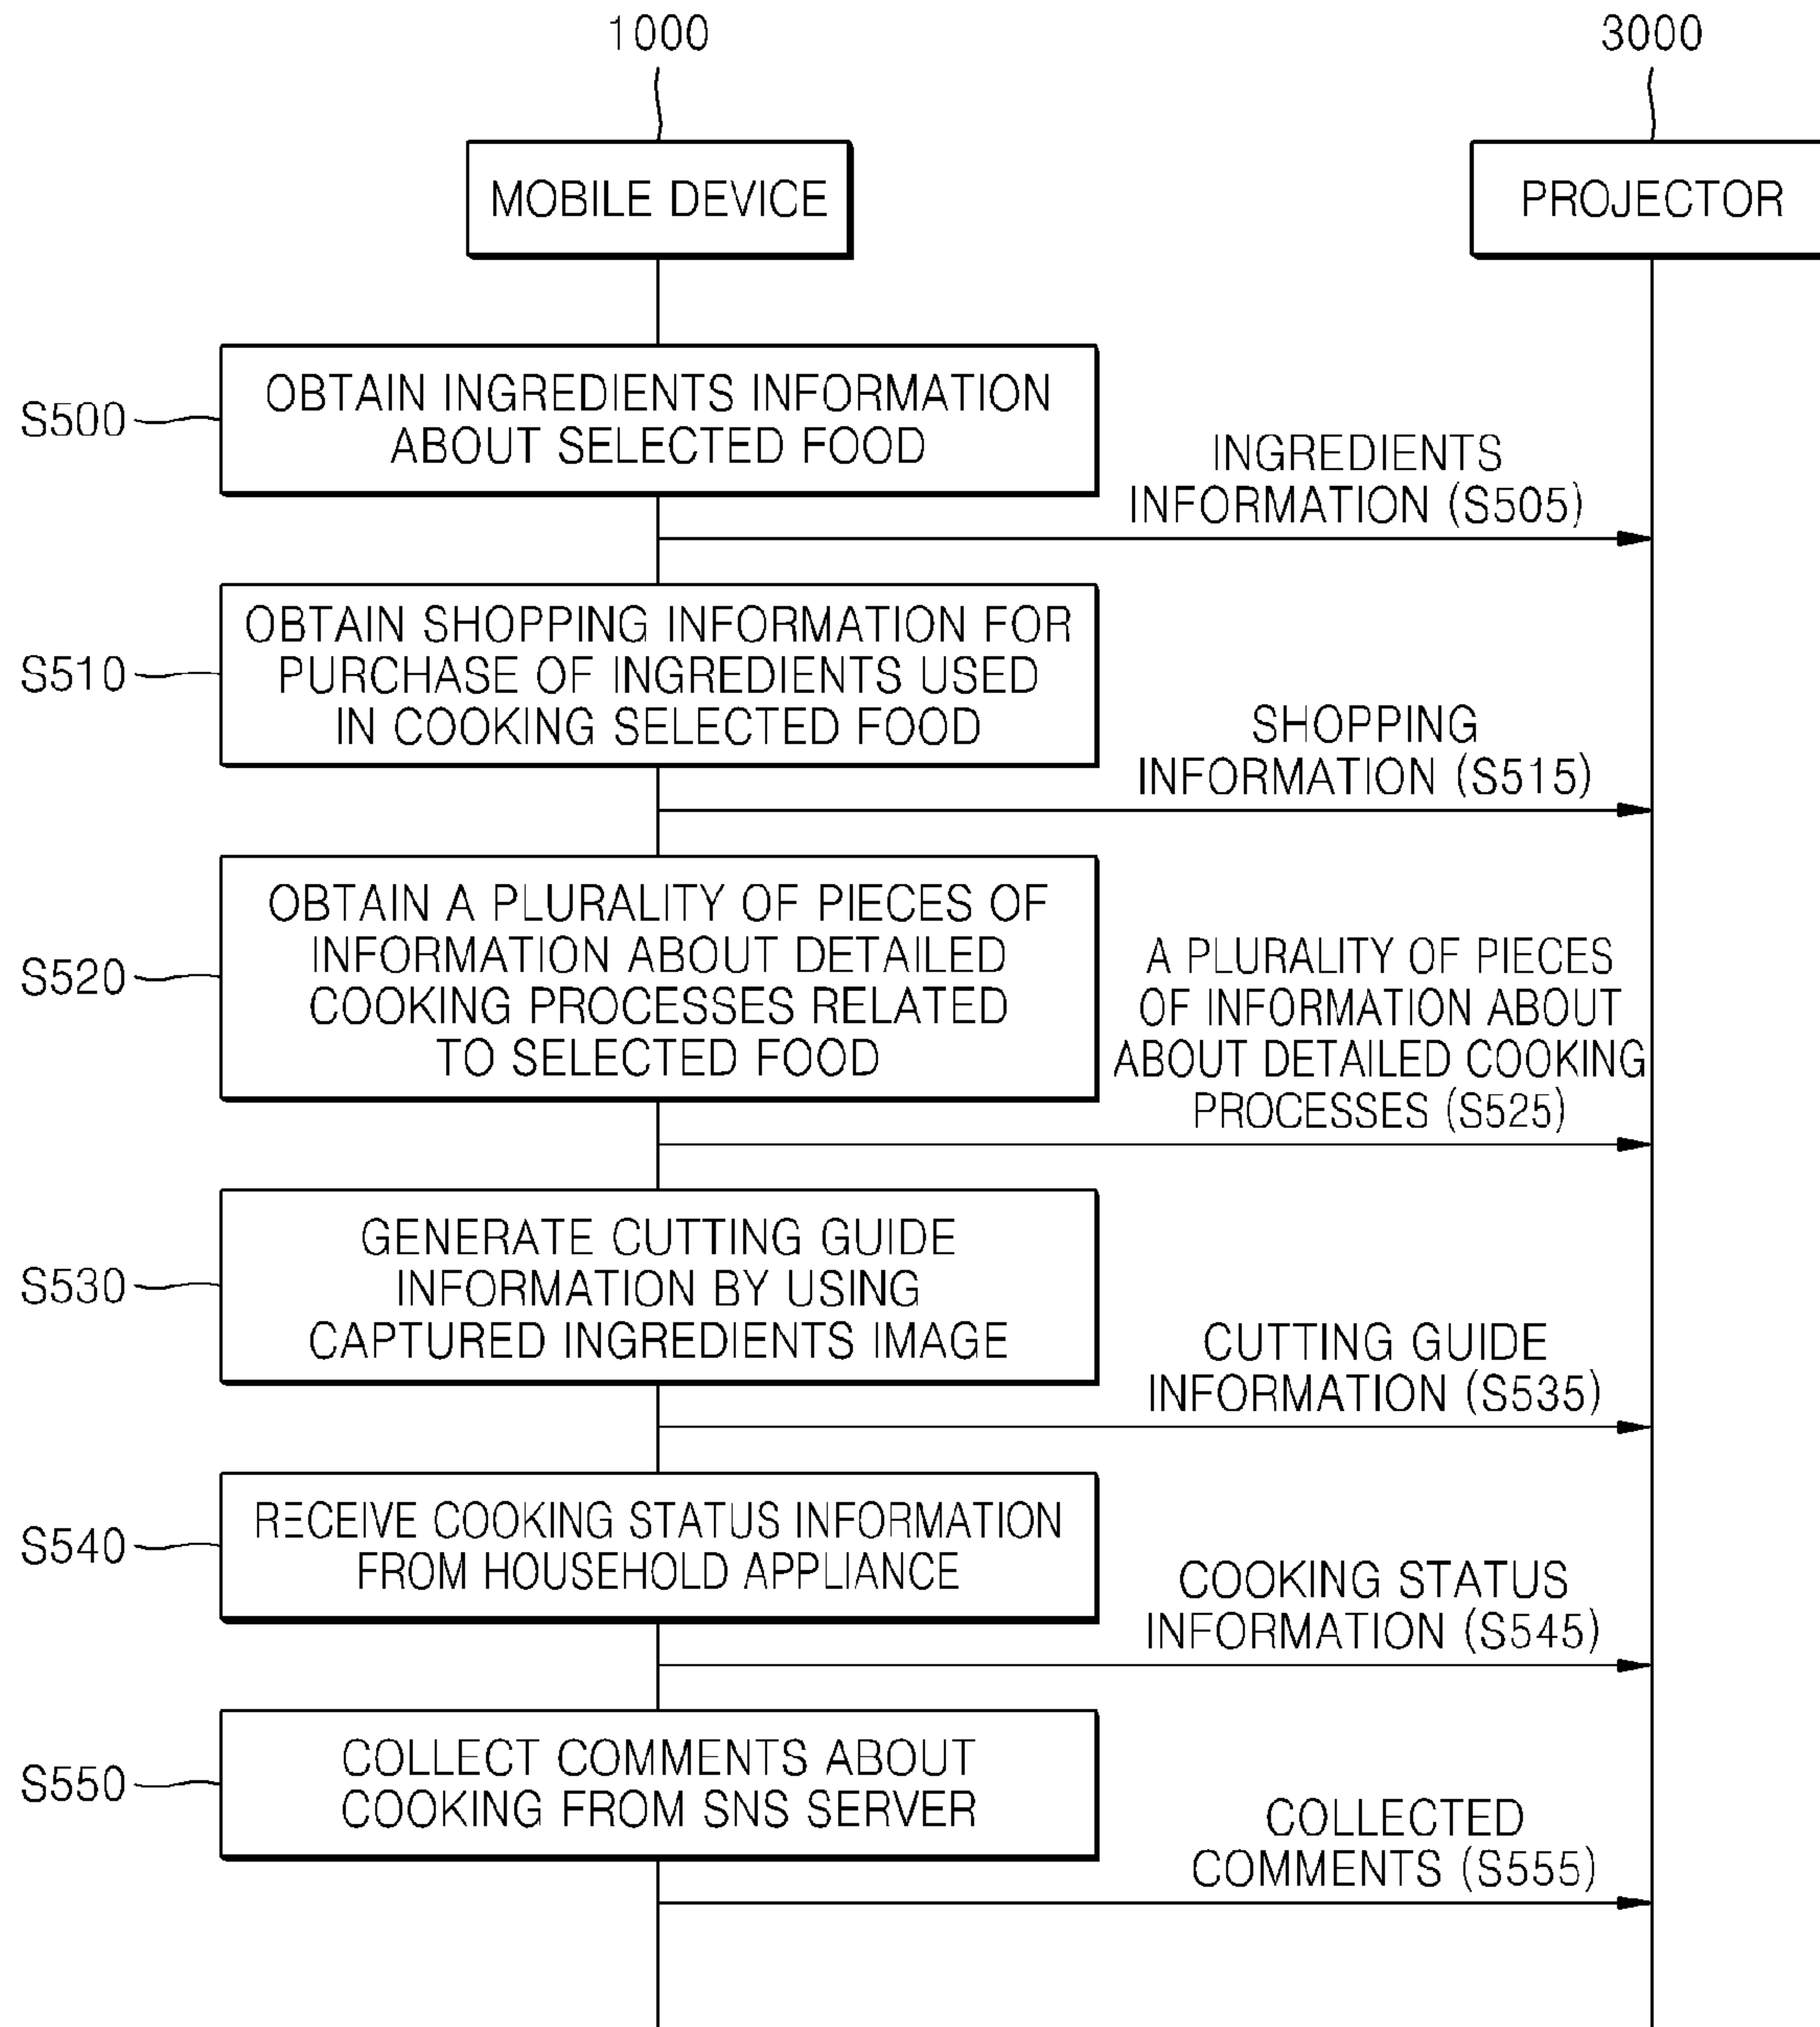 1000
3000
MOBILE DEVICE
PROJECTOR
S500
OBTAIN INGREDIENTS INFORMATION
ABOUT SELECTED FOOD
INGREDIENTS
INFORMATION (S505)
S510
OBTAIN SHOPPING INFORMATION FOR
PURCHASE OF INGREDIENTS USED
IN COOKING SELECTED FOOD
SHOPPING
INFORMATION (S515)
S520
OBTAIN A PLURALITY OF PIECES OF
INFORMATION ABOUT DETAILED
COOKING PROCESSES RELATED
TO SELECTED FOOD
A PLURALITY OF PIECES
OF INFORMATION ABOUT
ABOUT DETAILED COOKING
PROCESSES (S525)
S530
GENERATE CUTTING GUIDE
INFORMATION BY USING
CAPTURED INGREDIENTS IMAGE
CUTTING GUIDE
INFORMATION (S535)
S540
RECEIVE COOKING STATUS INFORMATION
FROM HOUSEHOLD APPLIANCE
COOKING STATUS
INFORMATION (S545)
S550
COLLECT COMMENTS ABOUT
COOKING FROM SNS SERVER
COLLECTED
COMMENTS (S555)